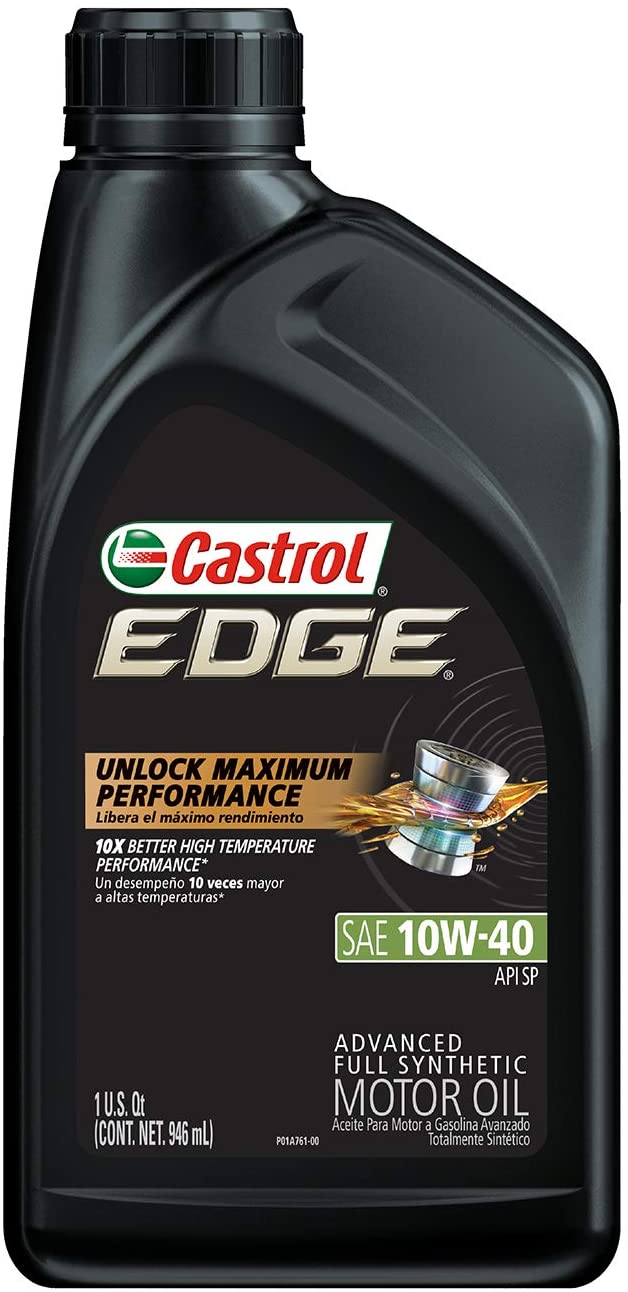 Castrol®
EDGE®
UNLOCK MAXIMUM
PERFORMANCE
Libera el máximo rendimiento
10X BETTER HIGH TEMPERATURE
PERFORMANCE*
Un desempeño 10 veces mayor
a altas temperaturas*
TM
SAE 10W-40
API SP
ADVANCED
FULL SYNTHETIC
MOTOR OIL
Aceite Para Motor a Gasolina Avanzado
Totalmente Sintético
1 U.S. Qt
(CONT. NET. 946 mL)
P01A761-00